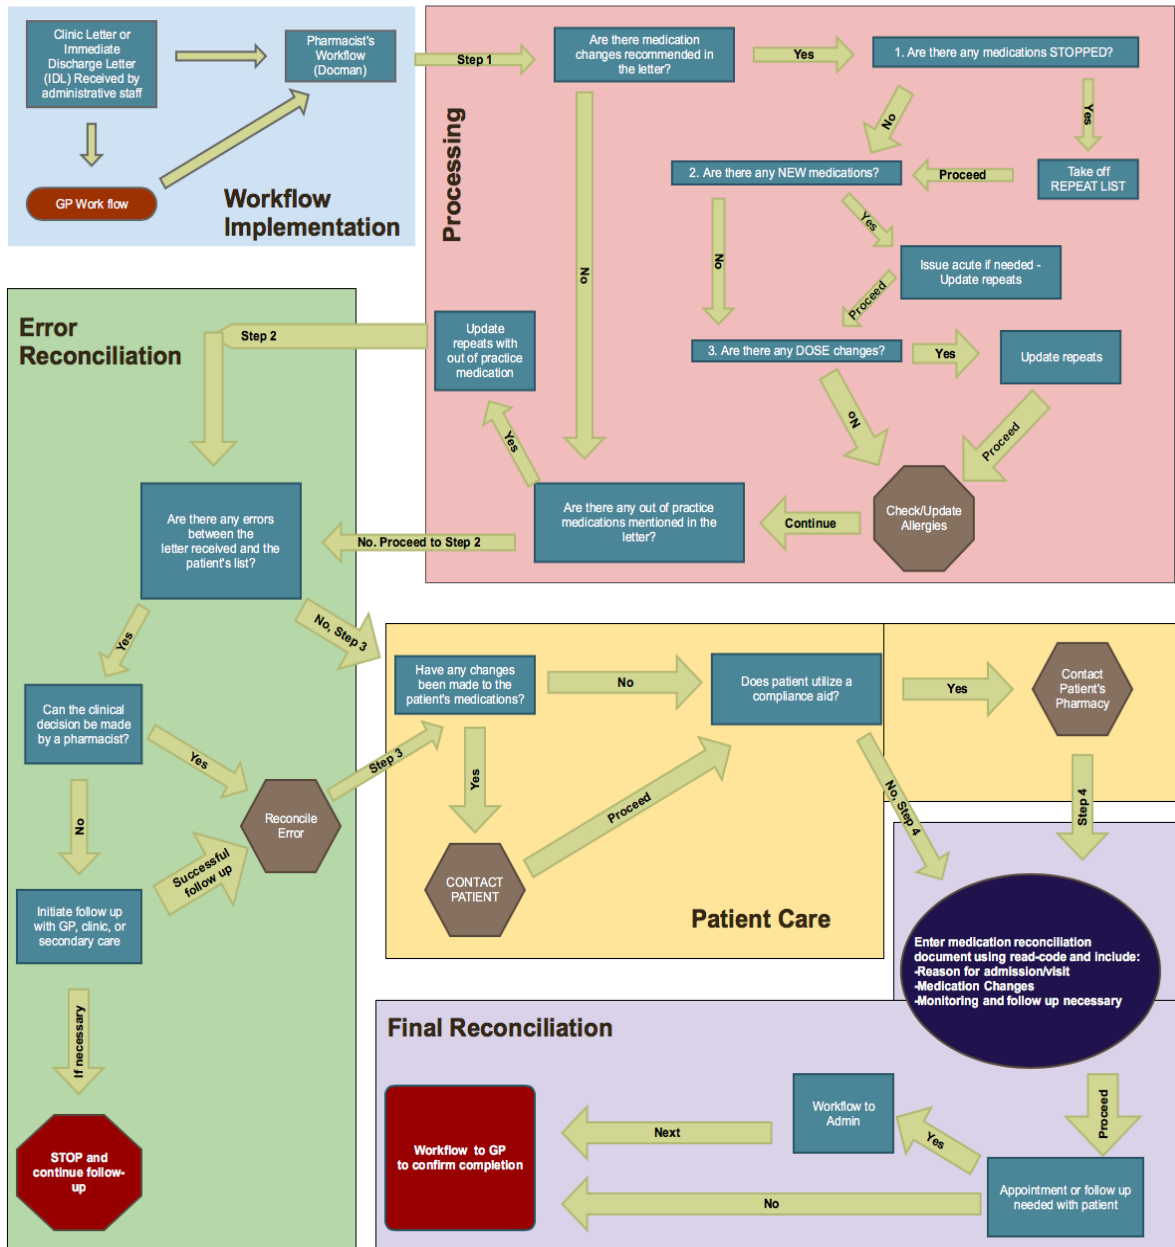 Clinic Letter or
Immediate
Discharge Letter
(IDL) Received by
administrative staff
Pharmacist's
Workflow
(Docman)
GP Work flow
Workflow
Implementation
Step 1
Processing
Are there medication
changes recommended in
the letter?
Yes
1. Are there any medications STOPPED?
No
Yes
Take off
REPEAT LIST
Proceed
2. Are there any NEW medications?
Yes
No
Issue acute if needed -
Update repeats
Proceed
3. Are there any DOSE changes?
Yes
Update repeats
No
Proceed
Check/Update
Allergies
Continue
No
Are there any out of practice
medications mentioned in the
letter?
Yes
Update
repeats with
out of practice
medication
Step 2
No. Proceed to Step 2
Error
Reconciliation
Are there any errors
between the
letter received and the
patient's list?
Yes
No, Step 3
Can the clinical
decision be made
by a pharmacist?
Yes
No
Reconcile
Error
Initiate follow up
with GP, clinic, or
secondary care
Successful
follow up
If necessary
STOP and
continue follow-
up
Step 3
Have any changes
been made to the
patient's medications?
No
Yes
CONTACT
PATIENT
Proceed
Does patient utilize a
compliance aid?
Yes
Contact
Patient's
Pharmacy
No, Step 4
Step 4
Patient Care
Enter medication reconciliation
document using read-code and include:
-Reason for admission/visit
-Medication Changes
-Monitoring and follow up necessary
Final Reconciliation
Proceed
Appointment or follow up
needed with patient
Yes
Workflow to
Admin
Next
No
Workflow to GP
to confirm completion